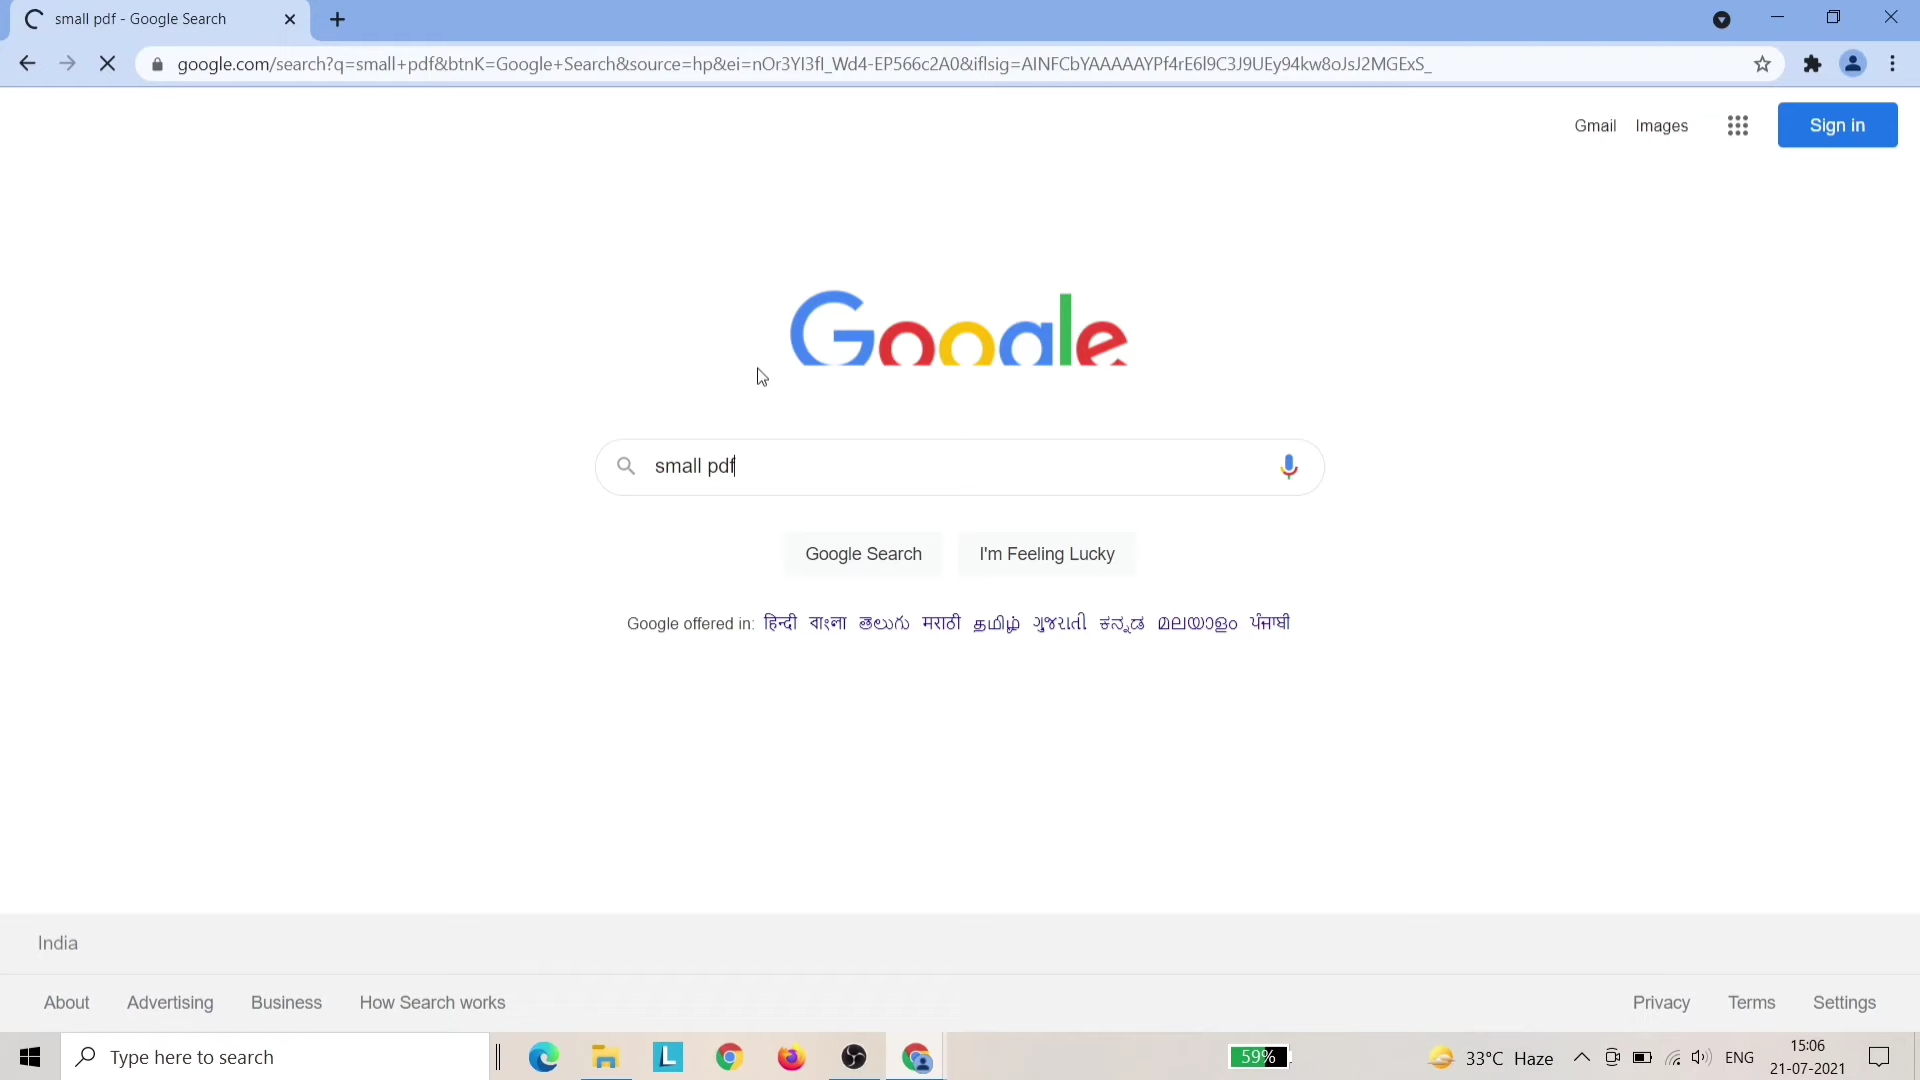 small pdf - Google Search
google.com/search?q=small+pdf&btnK=Google+Search&source=hp&ei=nOr3YI3fI_Wd4-EP566c2A0&iflsig=AINFCbYAAAAAYPf4rE6l9C3J9UEy94kw8oJsJ2MGExS_
Gmail Images Sign in
Google
small pdf
Google Search I'm Feeling Lucky
Google offered in: हिन्दी বাংলা తెలుగు मराठी தமிழ் ગુજરાતી ಕನ್ನಡ മലയാളം ਪੰਜਾਬੀ
India
About Advertising Business How Search works Privacy Terms Settings
Type here to search L 59% 33°C Haze ENG 15:06
21-07-2021